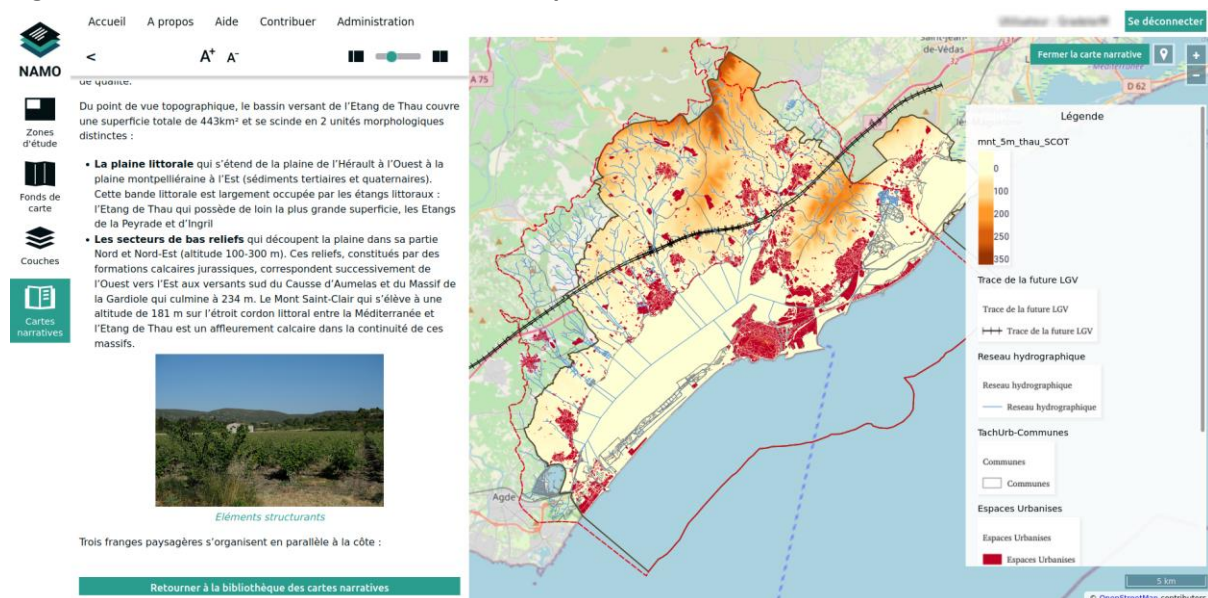 Accueil A propos Aide Contribuer Administration
Se déconnecter
NAMO
< A⁺ A⁻
Zones
d'étude
Fonds de
carte
Couches
Cartes
narratives
de qualité.
Du point de vue topographique, le bassin versant de l'Etang de Thau couvre
une superficie totale de 443km² et se scinde en 2 unités morphologiques
distinctes :
• La plaine littorale qui s'étend de la plaine de l'Hérault à l'Ouest à la
plaine montpelliéraine à l'Est (sédiments tertiaires et quaternaires).
Cette bande littorale est largement occupée par les étangs littoraux :
l'Etang de Thau qui possède de loin la plus grande superficie, les Etangs
de la Peyrade et d'Ingril
• Les secteurs de bas reliefs qui découpent la plaine dans sa partie
Nord et Nord-Est (altitude 100-300 m). Ces reliefs, constitués par des
formations calcaires jurassiques, correspondent successivement de
l'Ouest vers l'Est aux versants sud du Causse d'Aumelas et du Massif de
la Gardiole qui culmine à 234 m. Le Mont Saint-Clair qui s'élève à une
altitude de 181 m sur l'étroit cordon littoral entre la Méditerranée et
l'Etang de Thau est un affleurement calcaire dans la continuité de ces
massifs.
Eléments structurants
Trois franges paysagères s'organisent en parallèle à la côte :
Retourner à la bibliothèque des cartes narratives
de-Védas
A 75
Agde
Fermer la carte narrative
+
−
D 62
Légende
mnt_5m_thau_SCOT
0
100
200
250
350
Trace de la future LGV
Trace de la future LGV
Trace de la future LGV
Reseau hydrographique
Reseau hydrographique
Reseau hydrographique
TachUrb-Communes
Communes
Communes
Espaces Urbanises
Espaces Urbanises
Espaces Urbanises
5 km
© OpenStreetMap contributors